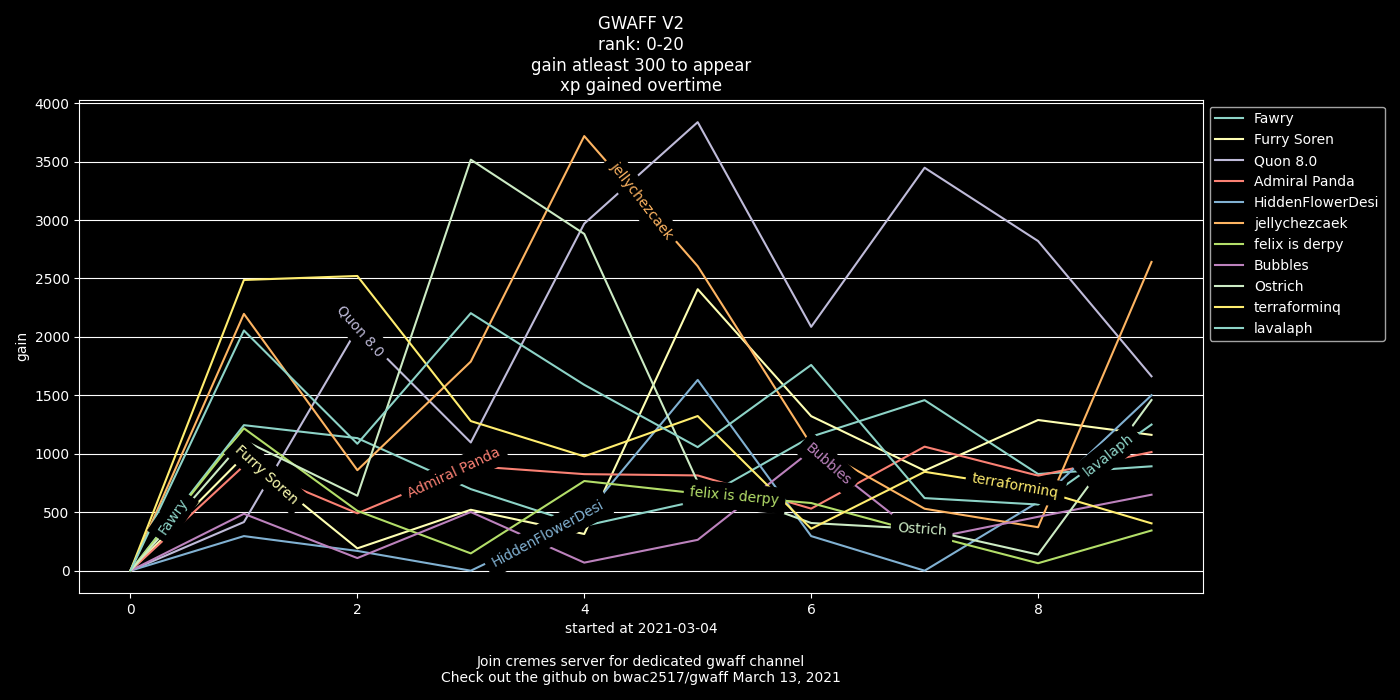 GWAFF V2
rank: 0-20
gain atleast 300 to appear
xp gained overtime
4000
3500
3000
2500
2000
1500
1000
500
0
gain
Fawry
Furry Soren
Quon 8.0
Admiral Panda
HiddenFlowerDesi
jellychezcaek
felix is derpy
Bubbles
Ostrich
terraforminq
lavalaph
Fawry
Furry Soren
Quon 8.0
Admiral Panda
HiddenFlowerDesi
jellychezcaek
felix is derpy
Bubbles
Ostrich
terraforminq
lavalaph
0 2 4 6 8
started at 2021-03-04
Join cremes server for dedicated gwaff channel
Check out the github on bwac2517/gwaff March 13, 2021